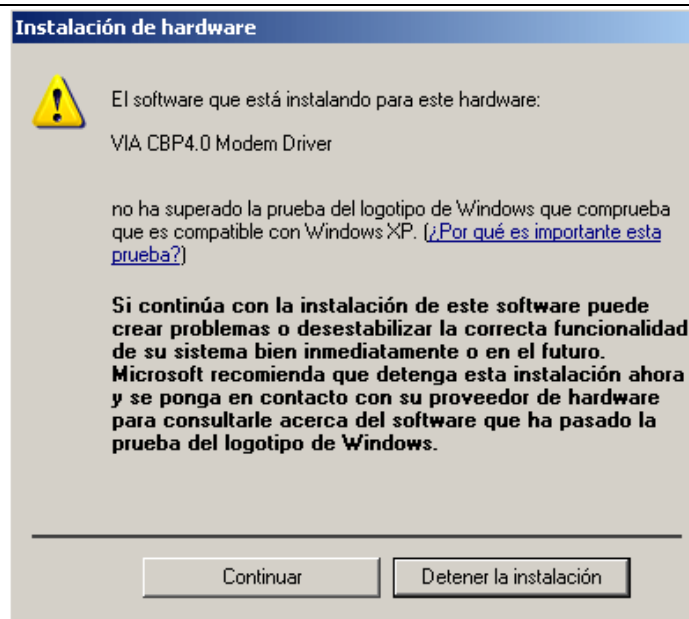 Instalación de hardware
El software que está instalando para este hardware:
VIA CBP4.0 Modem Driver
no ha superado la prueba del logotipo de Windows que comprueba
que es compatible con Windows XP. (¿Por qué es importante esta
prueba?)
Si continúa con la instalación de este software puede
crear problemas o desestabilizar la correcta funcionalidad
de su sistema bien inmediatamente o en el futuro.
Microsoft recomienda que detenga esta instalación ahora
y se ponga en contacto con su proveedor de hardware
para consultarle acerca del software que ha pasado la
prueba del logotipo de Windows.
Continuar
Detener la instalación